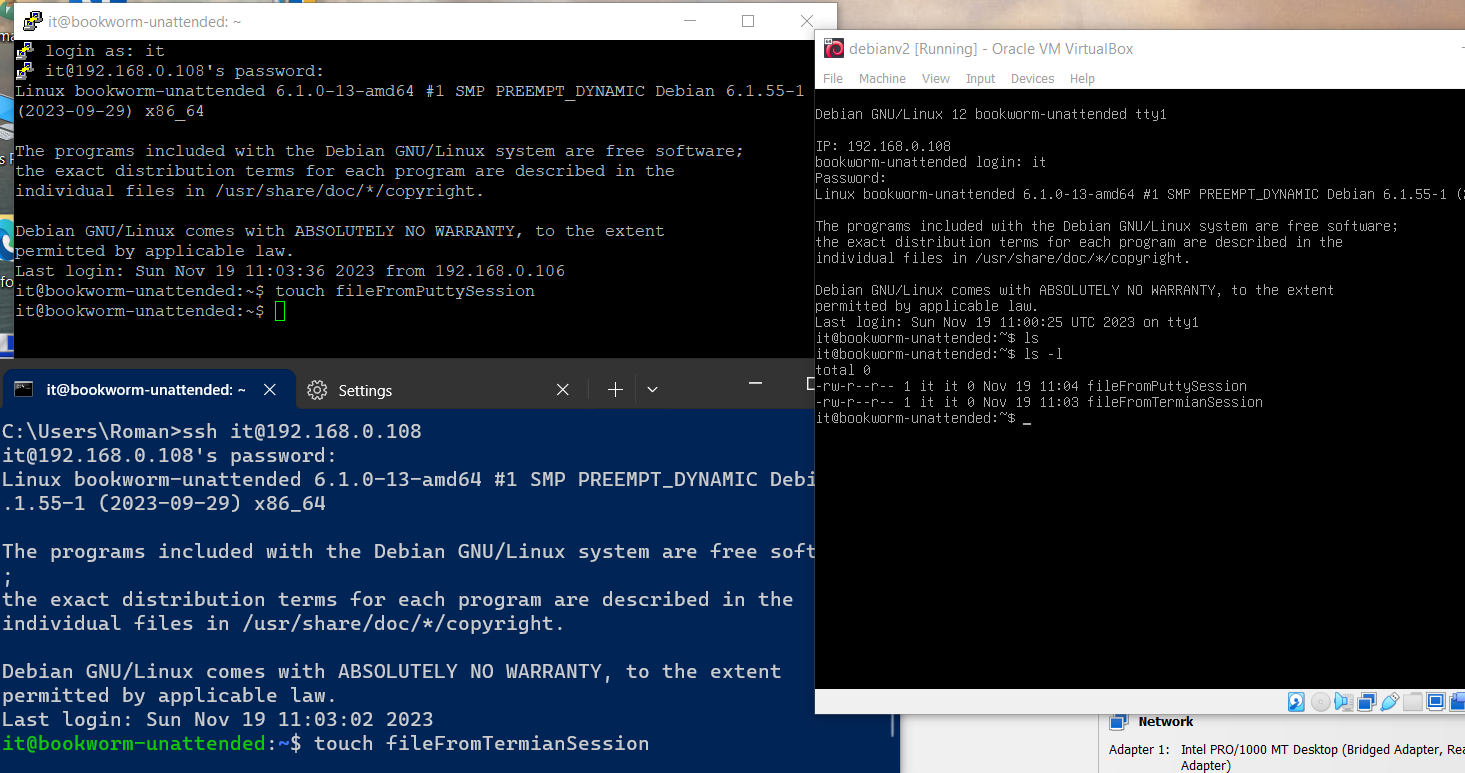 it@bookworm-unattended: ~
login as: it
it@192.168.0.108's password:
Linux bookworm-unattended 6.1.0-13-amd64 #1 SMP PREEMPT_DYNAMIC Debian 6.1.55-1
(2023-09-29) x86_64
The programs included with the Debian GNU/Linux system are free software;
the exact distribution terms for each program are described in the
individual files in /usr/share/doc/*/copyright.
Debian GNU/Linux comes with ABSOLUTELY NO WARRANTY, to the extent
permitted by applicable law.
Last login: Sun Nov 19 11:03:36 2023 from 192.168.0.106
it@bookworm-unattended:~$ touch fileFromPuttySession
it@bookworm-unattended:~$
it@bookworm-unattended: ~
Settings
C:\Users\Roman>ssh it@192.168.0.108
it@192.168.0.108's password:
Linux bookworm-unattended 6.1.0-13-amd64 #1 SMP PREEMPT_DYNAMIC Debi
.1.55-1 (2023-09-29) x86_64
The programs included with the Debian GNU/Linux system are free soft
;
the exact distribution terms for each program are described in the
individual files in /usr/share/doc/*/copyright.
Debian GNU/Linux comes with ABSOLUTELY NO WARRANTY, to the extent
permitted by applicable law.
Last login: Sun Nov 19 11:03:02 2023
it@bookworm-unattended:~$ touch fileFromTermianSession
debianv2 [Running] - Oracle VM VirtualBox
File Machine View Input Devices Help
Debian GNU/Linux 12 bookworm-unattended tty1
IP: 192.168.0.108
bookworm-unattended login: it
Password:
Linux bookworm-unattended 6.1.0-13-amd64 #1 SMP PREEMPT_DYNAMIC Debian 6.1.55-1 (
The programs included with the Debian GNU/Linux system are free software;
the exact distribution terms for each program are described in the
individual files in /usr/share/doc/*/copyright.
Debian GNU/Linux comes with ABSOLUTELY NO WARRANTY, to the extent
permitted by applicable law.
Last login: Sun Nov 19 11:00:25 UTC 2023 on tty1
it@bookworm-unattended:~$ ls
it@bookworm-unattended:~$ ls -l
total 0
-rw-r--r-- 1 it it 0 Nov 19 11:04 fileFromPuttySession
-rw-r--r-- 1 it it 0 Nov 19 11:03 fileFromTermianSession
it@bookworm-unattended:~$ _
Network
Adapter 1: Intel PRO/1000 MT Desktop (Bridged Adapter, Rea
Adapter)